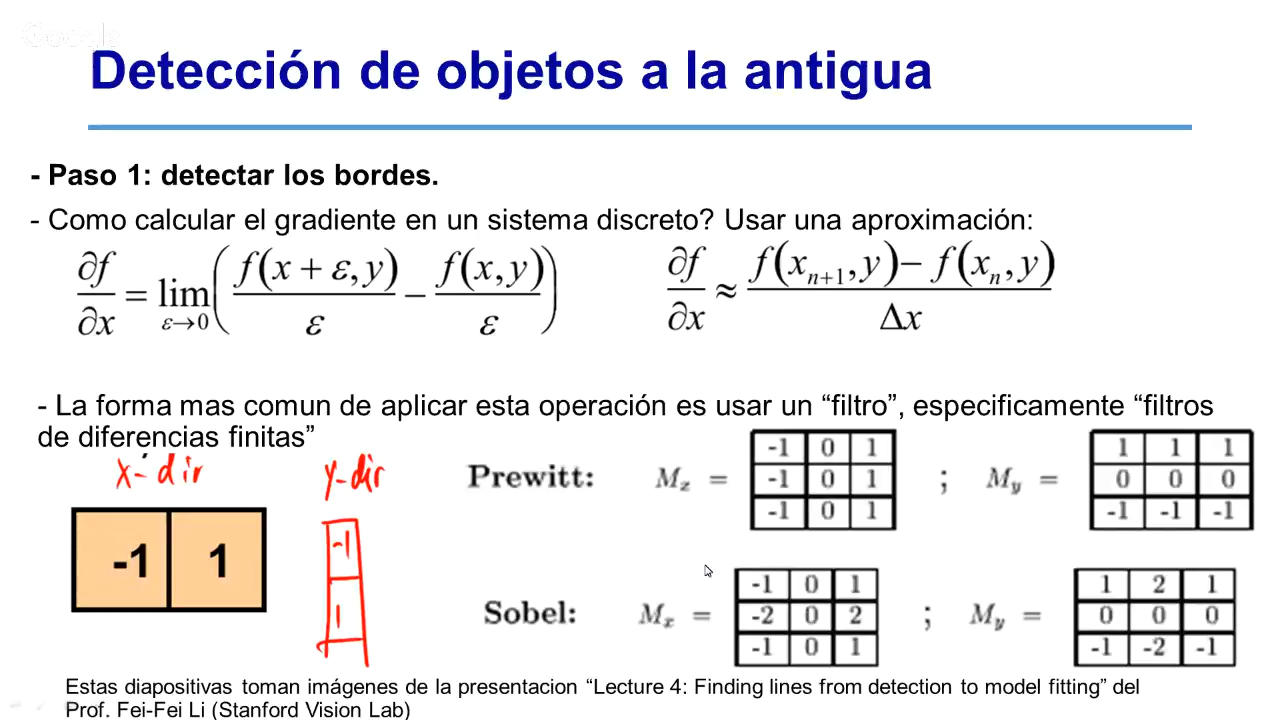 Google
Detección de objetos a la antigua
- Paso 1: detectar los bordes.
- Como calcular el gradiente en un sistema discreto? Usar una aproximación:
∂f/∂x = lim ε→0 ( f(x + ε, y)/ε − f(x, y)/ε )
∂f/∂x ≈ (f(xₙ₊₁, y) − f(xₙ, y))/Δx
- La forma mas comun de aplicar esta operación es usar un “filtro”, especificamente “filtros
de diferencias finitas”
x-dir
-1 1
y-dir
-1
1
Prewitt: Mₓ = ; M_y =
-1 0 1
-1 0 1
-1 0 1
1 1 1
0 0 0
-1 -1 -1
Sobel: Mₓ = ; M_y =
-1 0 1
-2 0 2
-1 0 1
1 2 1
0 0 0
-1 -2 -1
Estas diapositivas toman imágenes de la presentacion “Lecture 4: Finding lines from detection to model fitting” del
Prof. Fei-Fei Li (Stanford Vision Lab)